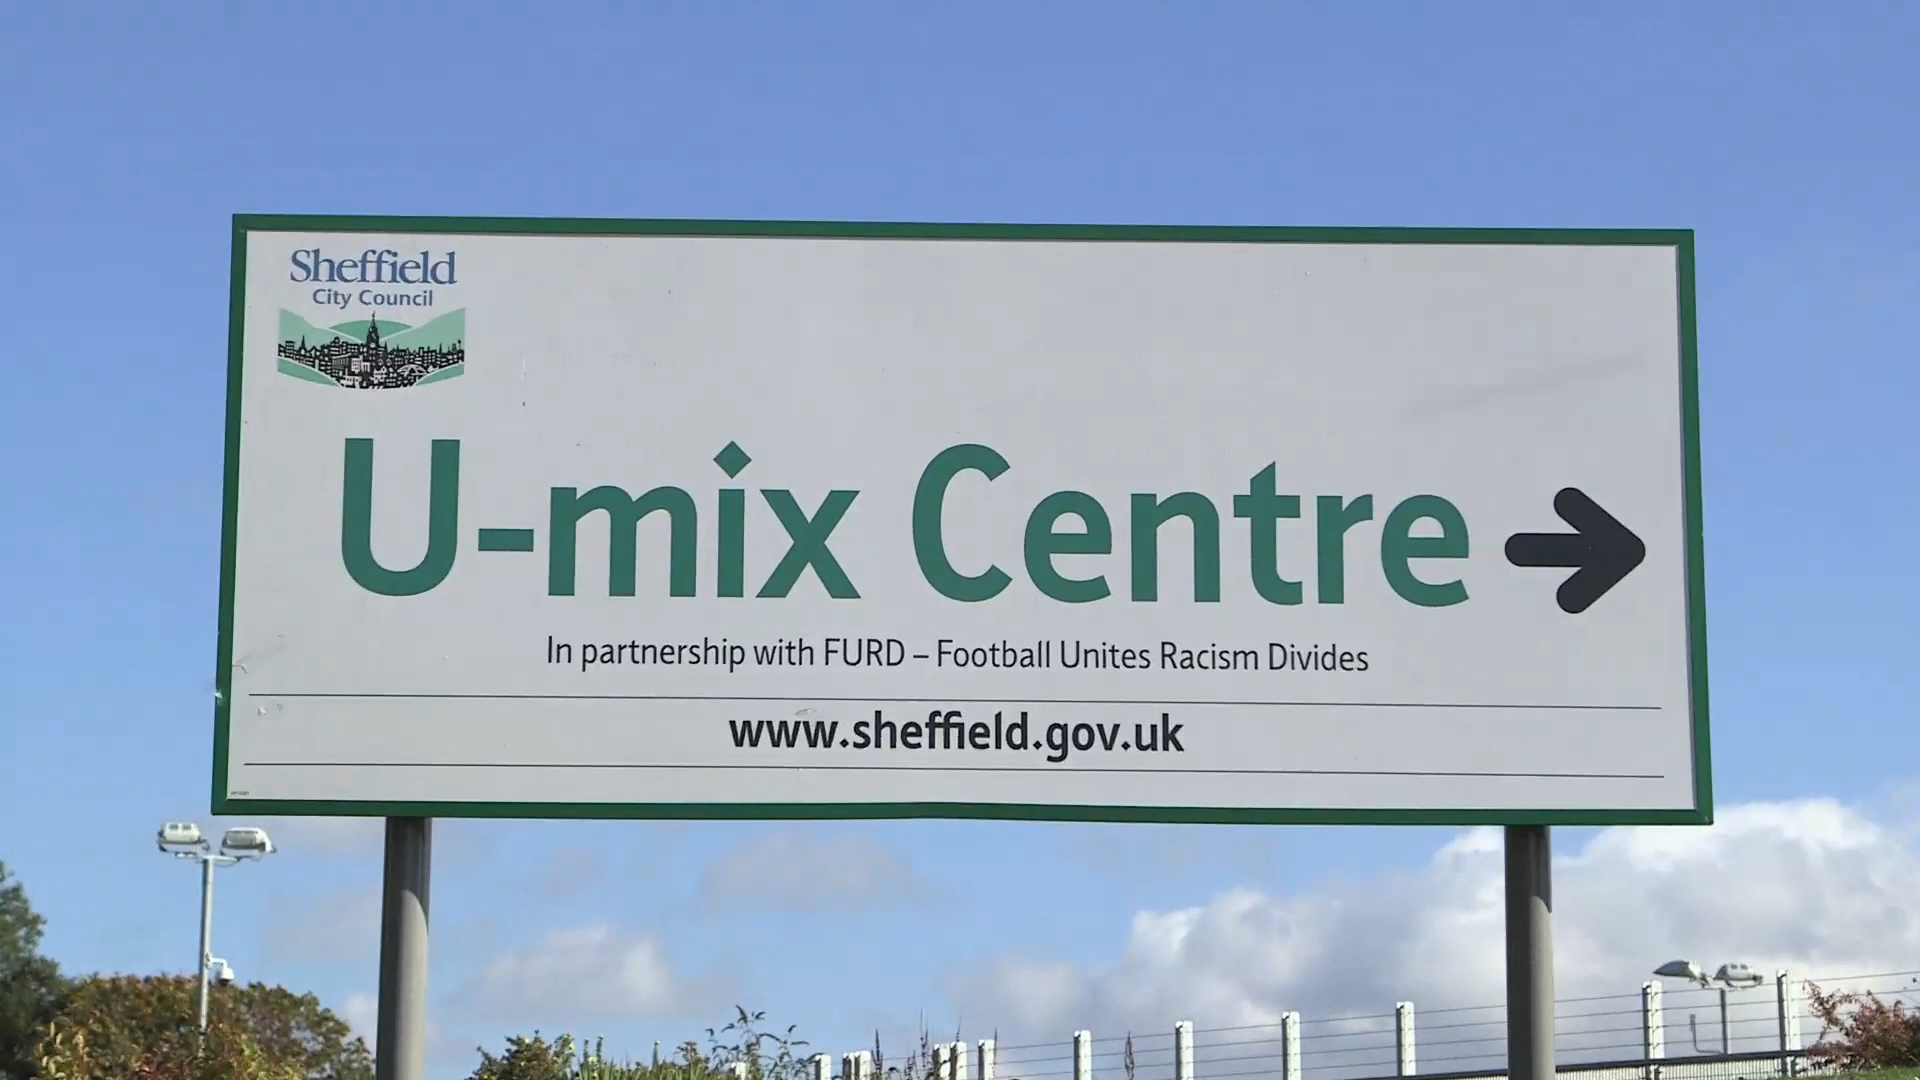 Sheffield
City Council
U-mix Centre
In partnership with FURD – Football Unites Racism Divides
www.sheffield.gov.uk